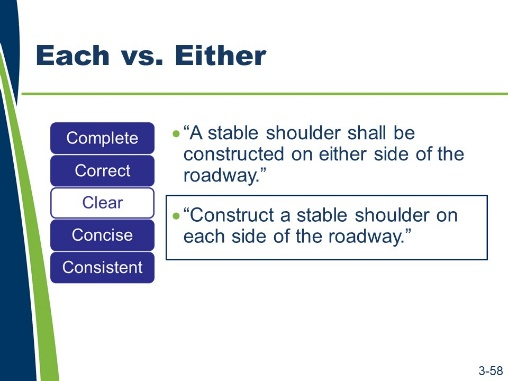 Each vs. Either
Complete
Correct
Clear
Concise
Consistent
• “A stable shoulder shall be
constructed on either side of the
roadway.”
• “Construct a stable shoulder on
each side of the roadway.”
3-58